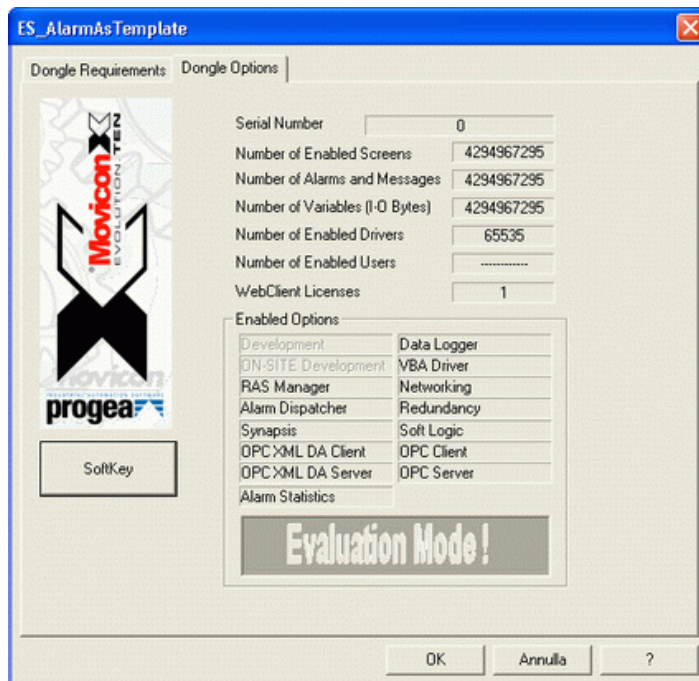 ES_AlarmAsTemplate
Dongle Requirements
Dongle Options
Serial Number 0
Number of Enabled Screens 4294967295
Number of Alarms and Messages 4294967295
Number of Variables (I-O Bytes) 4294967295
Number of Enabled Drivers 65535
Number of Enabled Users ------------
WebClient Licenses 1
Movicon
EVOLUTION TEN
movicon
progea
SoftKey
Enabled Options
Development Data Logger
ON-SITE Development VBA Driver
RAS Manager Networking
Alarm Dispatcher Redundancy
Synapsis Soft Logic
OPC XML DA Client OPC Client
OPC XML DA Server OPC Server
Alarm Statistics
Evaluation Mode !
OK Annulla ?